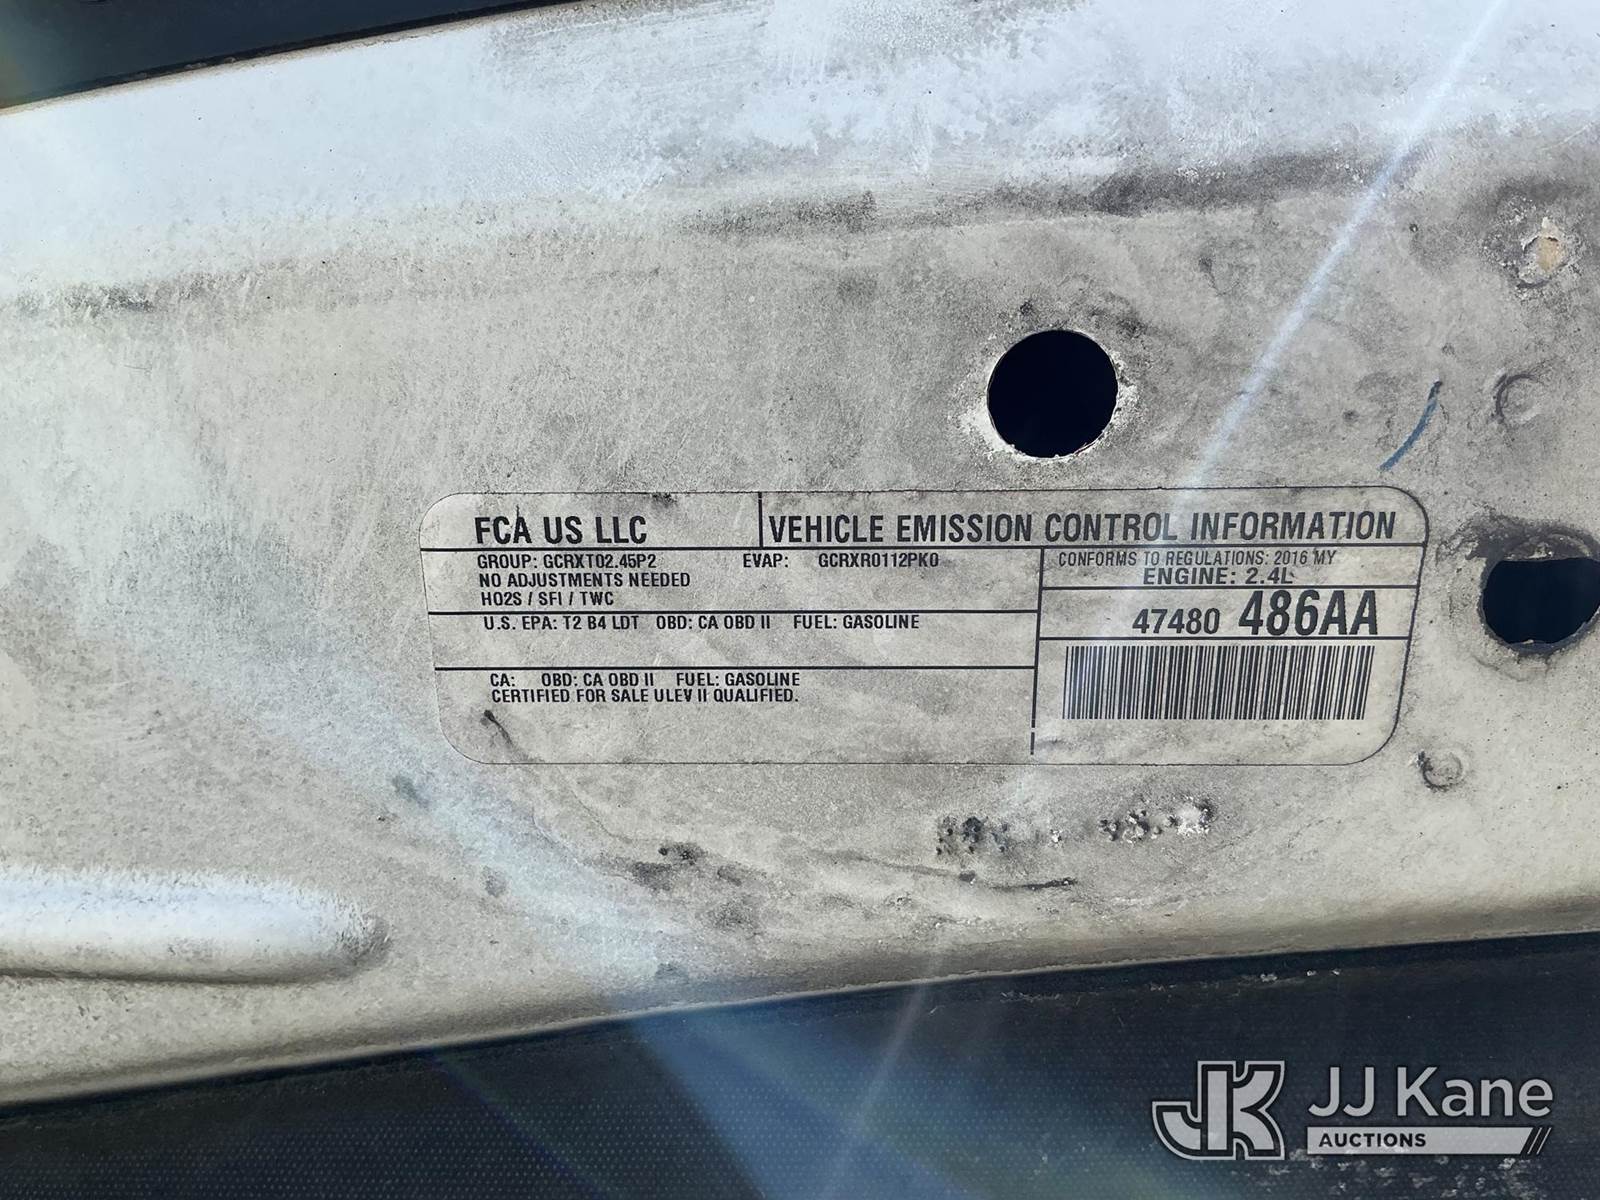 FCA US LLC
VEHICLE EMISSION CONTROL INFORMATION
GROUP: GCRXT02.45P2 EVAP: GCRXR0112PK0
NO ADJUSTMENTS NEEDED
HO2S / SFI / TWC
CONFORMS TO REGULATIONS: 2016 MY
ENGINE: 2.4L
U.S. EPA: T2 B4 LDT OBD: CA OBD II FUEL: GASOLINE
47480 486AA
CA: OBD: CA OBD II FUEL: GASOLINE
CERTIFIED FOR SALE ULEV II QUALIFIED.
JK JJ Kane
AUCTIONS